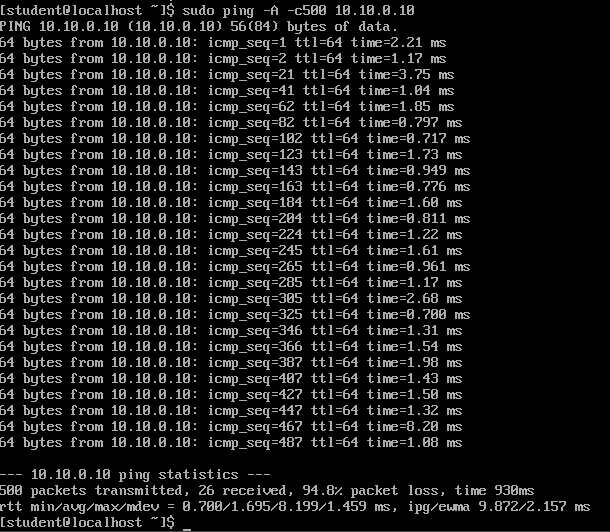 [student@localhost ~]$ sudo ping -A -c500 10.10.0.10
PING 10.10.0.10 (10.10.0.10) 56(84) bytes of data.
64 bytes from 10.10.0.10: icmp_seq=1 ttl=64 time=2.21 ms
64 bytes from 10.10.0.10: icmp_seq=2 ttl=64 time=1.17 ms
64 bytes from 10.10.0.10: icmp_seq=21 ttl=64 time=3.75 ms
64 bytes from 10.10.0.10: icmp_seq=41 ttl=64 time=1.04 ms
64 bytes from 10.10.0.10: icmp_seq=62 ttl=64 time=1.85 ms
64 bytes from 10.10.0.10: icmp_seq=82 ttl=64 time=0.797 ms
64 bytes from 10.10.0.10: icmp_seq=102 ttl=64 time=0.717 ms
64 bytes from 10.10.0.10: icmp_seq=123 ttl=64 time=1.73 ms
64 bytes from 10.10.0.10: icmp_seq=143 ttl=64 time=0.949 ms
64 bytes from 10.10.0.10: icmp_seq=163 ttl=64 time=0.776 ms
64 bytes from 10.10.0.10: icmp_seq=184 ttl=64 time=1.60 ms
64 bytes from 10.10.0.10: icmp_seq=204 ttl=64 time=0.811 ms
64 bytes from 10.10.0.10: icmp_seq=224 ttl=64 time=1.22 ms
64 bytes from 10.10.0.10: icmp_seq=245 ttl=64 time=1.61 ms
64 bytes from 10.10.0.10: icmp_seq=265 ttl=64 time=0.961 ms
64 bytes from 10.10.0.10: icmp_seq=285 ttl=64 time=1.17 ms
64 bytes from 10.10.0.10: icmp_seq=305 ttl=64 time=2.68 ms
64 bytes from 10.10.0.10: icmp_seq=325 ttl=64 time=0.700 ms
64 bytes from 10.10.0.10: icmp_seq=346 ttl=64 time=1.31 ms
64 bytes from 10.10.0.10: icmp_seq=366 ttl=64 time=1.54 ms
64 bytes from 10.10.0.10: icmp_seq=387 ttl=64 time=1.98 ms
64 bytes from 10.10.0.10: icmp_seq=407 ttl=64 time=1.43 ms
64 bytes from 10.10.0.10: icmp_seq=427 ttl=64 time=1.50 ms
64 bytes from 10.10.0.10: icmp_seq=447 ttl=64 time=1.32 ms
64 bytes from 10.10.0.10: icmp_seq=467 ttl=64 time=8.20 ms
64 bytes from 10.10.0.10: icmp_seq=487 ttl=64 time=1.08 ms
--- 10.10.0.10 ping statistics ---
500 packets transmitted, 26 received, 94.8% packet loss, time 930ms
rtt min/avg/max/mdev = 0.700/1.695/8.199/1.459 ms, ipg/ewma 9.872/2.157 ms
[student@localhost ~]$ _